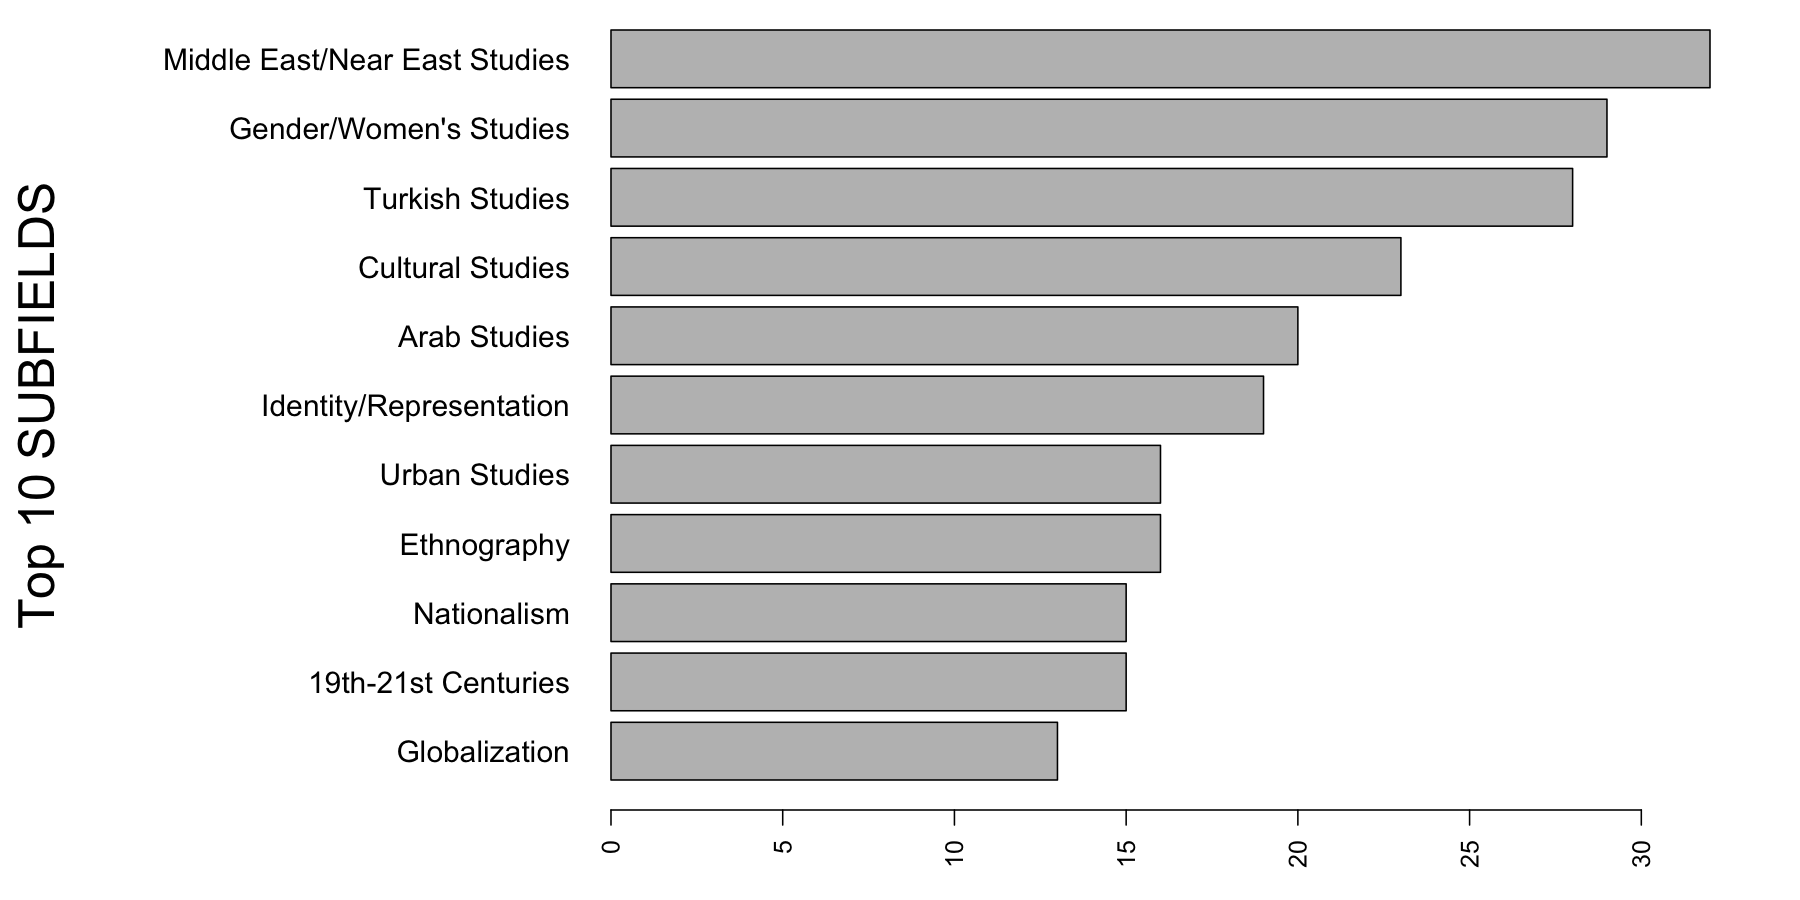 Top 10 SUBFIELDS
Middle East/Near East Studies
Gender/Women's Studies
Turkish Studies
Cultural Studies
Arab Studies
Identity/Representation
Urban Studies
Ethnography
Nationalism
19th-21st Centuries
Globalization
0 5 10 15 20 25 30